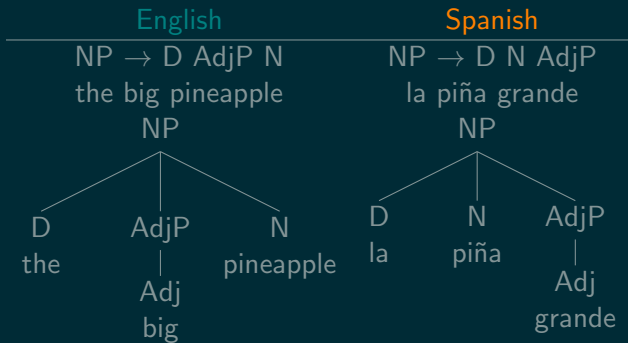 English Spanish
NP → D AdjP N NP → D N AdjP
the big pineapple la piña grande
NP NP
D AdjP N D N AdjP
the pineapple la piña
Adj Adj
big grande